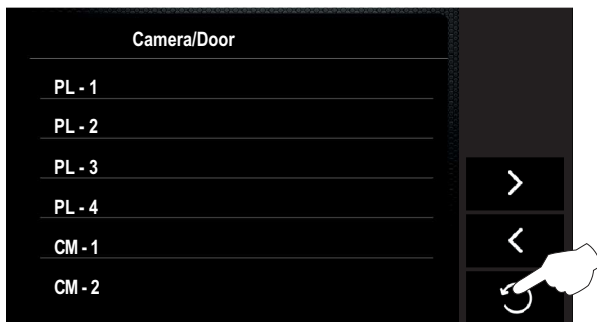 Camera/Door
PL - 1
PL - 2
PL - 3
PL - 4
CM - 1
CM - 2